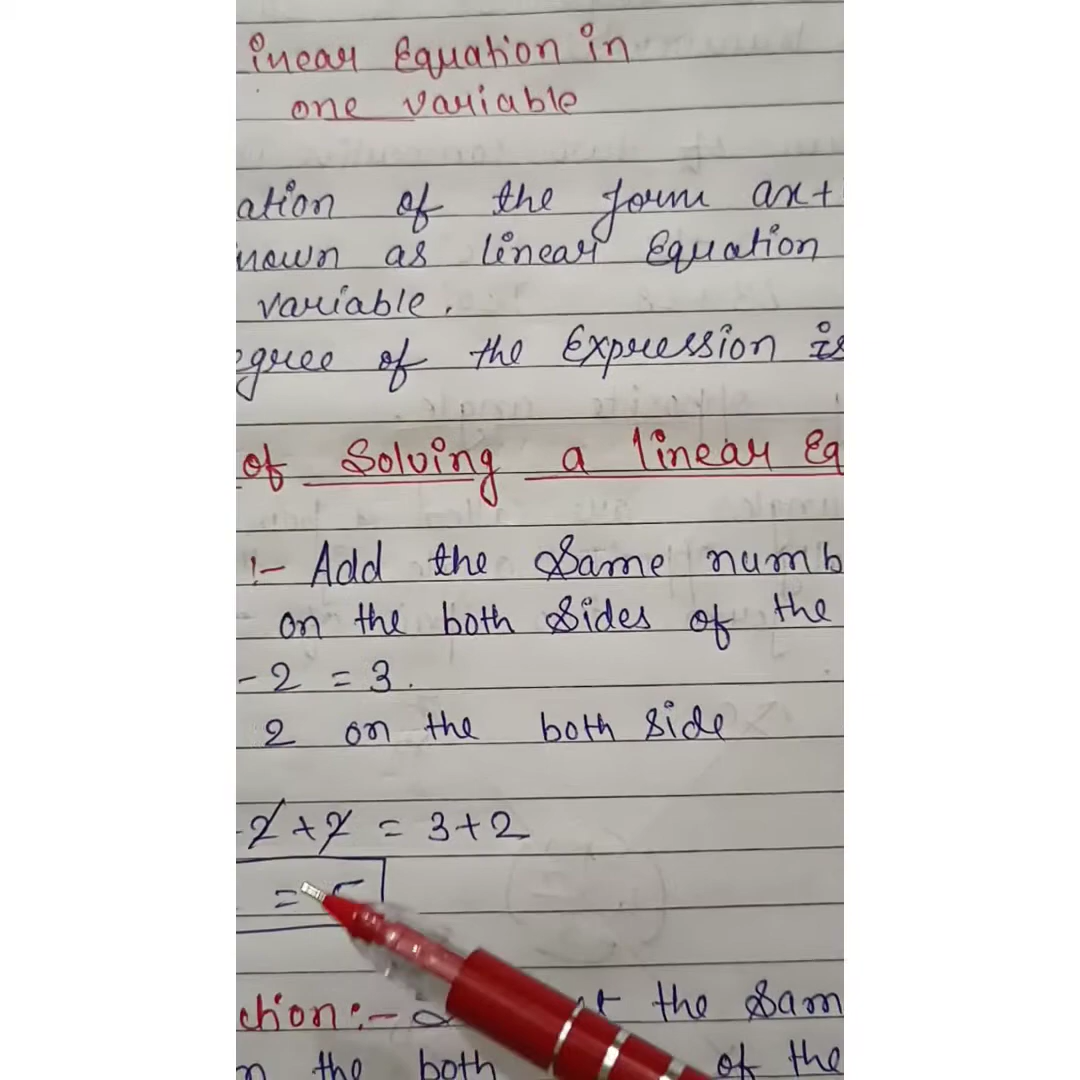 inear Equation in
one variable
ation of the form ax+
nown as linear Equation
variable.
egree of the Expression is
of Solving a linear Eq
:- Add the Same numb
on the both Sides of the
-2 = 3.
2 on the both Side
-2 + 2 = 3+2
= 5
ction:- the Sam
n the both of the